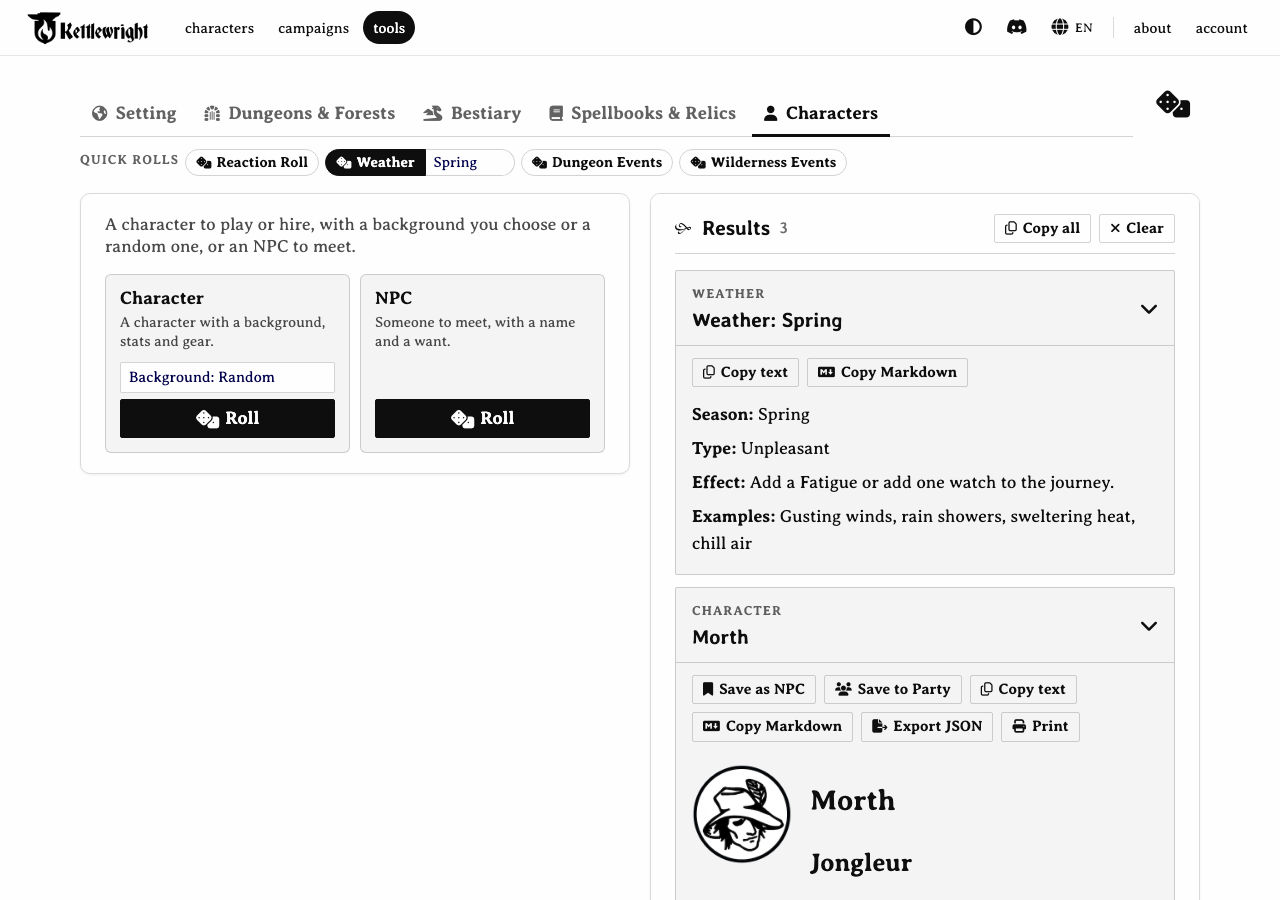 Kettlewright
characters campaigns tools
EN about account
Setting Dungeons & Forests Bestiary Spellbooks & Relics Characters
QUICK ROLLS Reaction Roll Weather Spring Dungeon Events Wilderness Events
A character to play or hire, with a background you choose or a
random one, or an NPC to meet.
Character
A character with a background,
stats and gear.
Background: Random
Roll
NPC
Someone to meet, with a name
and a want.
Roll
Results 3 Copy all Clear
WEATHER
Weather: Spring
Copy text Copy Markdown
Season: Spring
Type: Unpleasant
Effect: Add a Fatigue or add one watch to the journey.
Examples: Gusting winds, rain showers, sweltering heat,
chill air
CHARACTER
Morth
Save as NPC Save to Party Copy text
Copy Markdown Export JSON Print
Morth
Jongleur